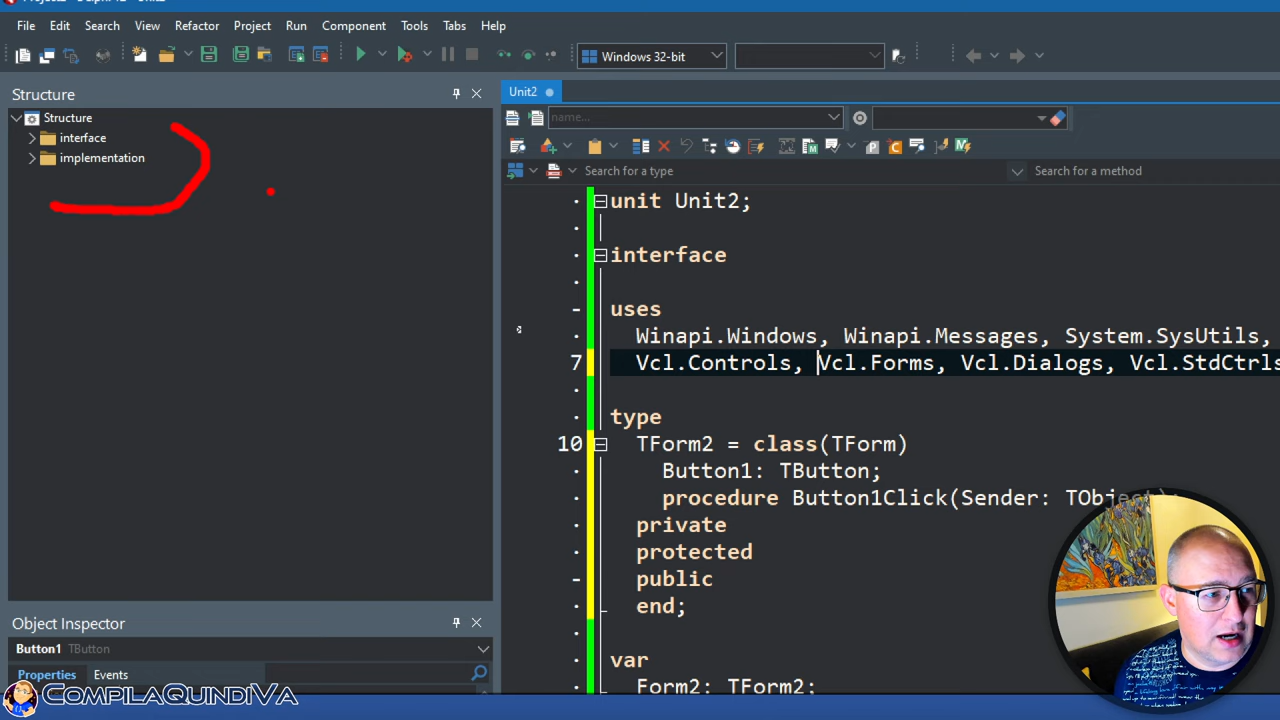 File Edit Search View Refactor Project Run Component Tools Tabs Help
Windows 32-bit
Structure
Structure
interface
implementation
Object Inspector
Button1 TButton
Properties Events
COMPILAQUINDIVA
Unit2
name...
Search for a type Search for a method
unit Unit2;
interface
uses
Winapi.Windows, Winapi.Messages, System.SysUtils,
7 Vcl.Controls, Vcl.Forms, Vcl.Dialogs, Vcl.StdCtrls
type
10 TForm2 = class(TForm)
Button1: TButton;
procedure Button1Click(Sender: TObject);
private
protected
public
end;
var
Form2: TForm2;